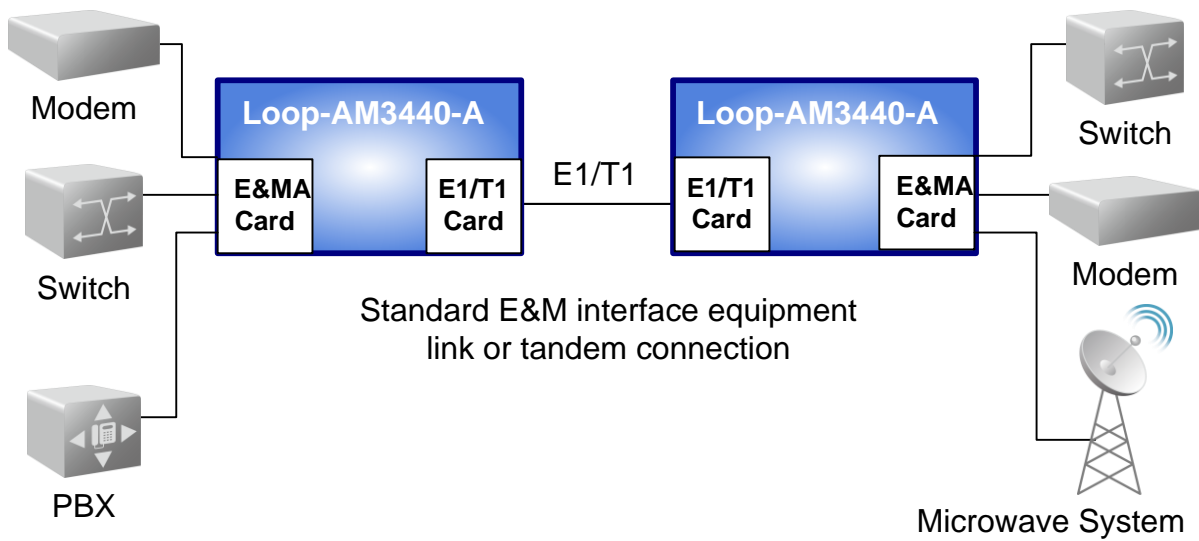 Modem
Switch
PBX
Loop-AM3440-A
E&MA
Card
E1/T1
Card
E1/T1
Loop-AM3440-A
E1/T1
Card
E&MA
Card
Switch
Modem
Microwave System
Standard E&M interface equipment
link or tandem connection